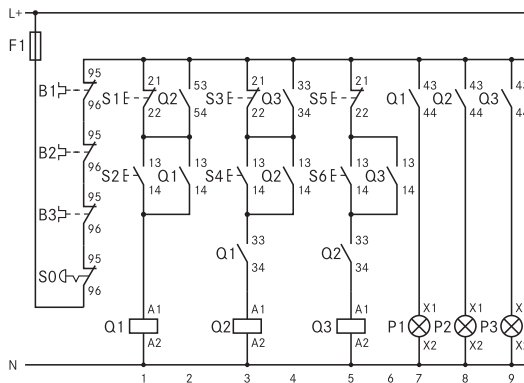 L+
F1
95 21 53 21 33 21 43 43 43
B1 S1 Q2 S3 Q3 S5 Q1 Q2 Q3
96 22 54 22 34 22 44 44 44
95
B2
96 13 13 13 13 13 13
S2 Q1 S4 Q2 S6 Q3
14 14 14 14 14 14
95
B3
96
33 33
Q1 Q2
34 34
95
S0
96
A1 A1 A1 X1 X1 X1
Q1 Q2 Q3 P1 P2 P3
A2 A2 A2 X2 X2 X2
N
1 2 3 4 5 6 7 8 9